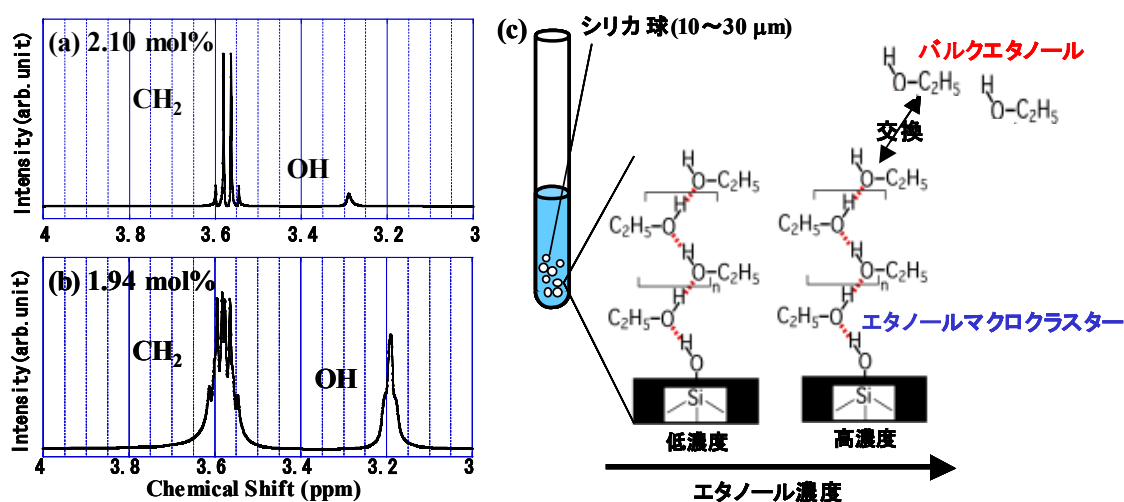 (a) 2.10 mol%
CH2
OH
Intensity(arb.unit)
4 3.8 3.6 3.4 3.2 3
(b) 1.94 mol%
CH2
OH
Intensity(arb.unit)
4 3.8 3.6 3.4 3.2 3
Chemical Shift (ppm)
(c)
シリカ球(10～30 μm)
バルクエタノール
H
O-C2H5
H
O-C2H5
交換
H
O-C2H5
H
C2H5-O
H
O-C2H5
n
H
C2H5-O
H
O
Si
低濃度
H
O-C2H5
H
C2H5-O
H
O-C2H5
n
H
C2H5-O
エタノールマクロクラスター
H
O
Si
高濃度
エタノール濃度